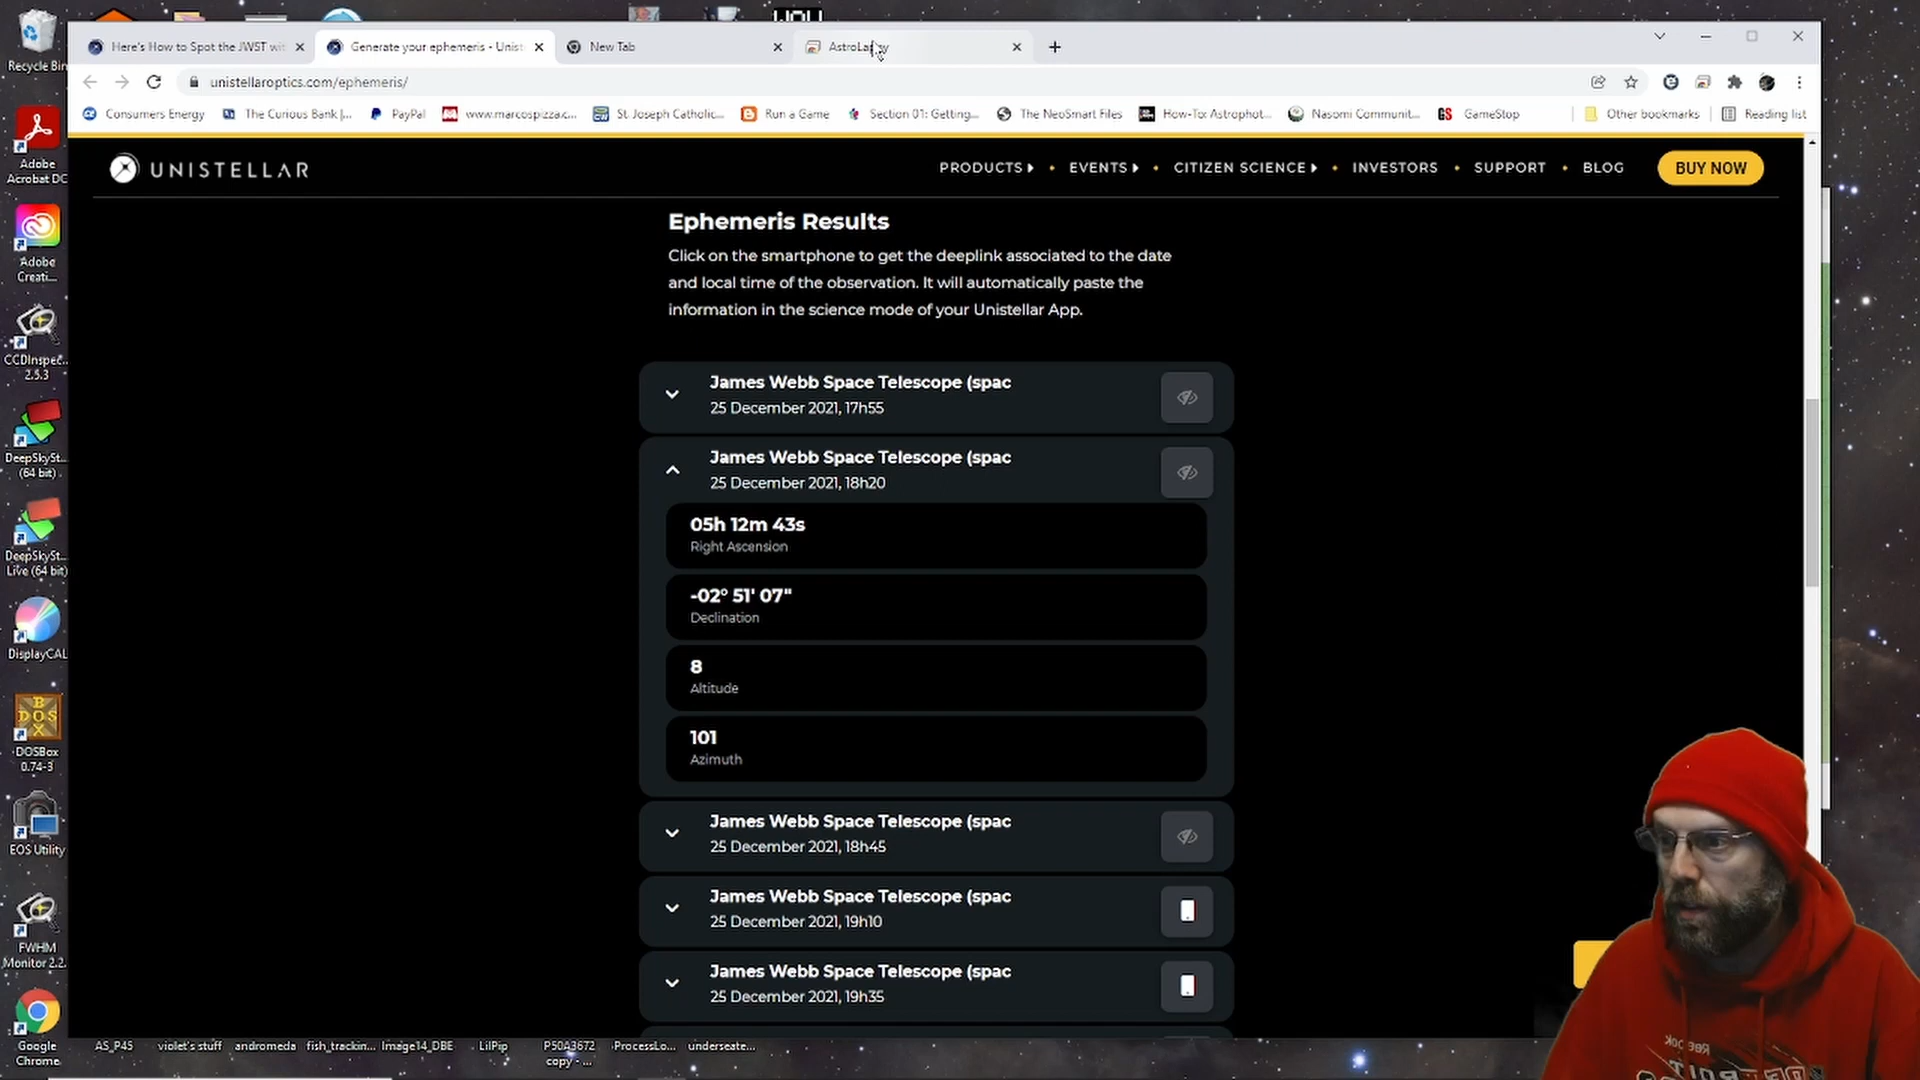 Here's How to Spot the JWST wit
Generate your ephemeris - Unist
New Tab
unistellaroptics.com/ephemeris/
Consumers Energy
The Curious Bank |...
PayPal
www.marcospizza.c...
St. Joseph Catholic...
Run a Game
Section 01: Getting...
The NeoSmart Files
How-To: Astrophot...
Nasomi Communit...
GameStop
Other bookmarks
Reading list
UNISTELLAR
PRODUCTS
EVENTS
CITIZEN SCIENCE
INVESTORS
SUPPORT
BLOG
BUY NOW
Ephemeris Results
Click on the smartphone to get the deeplink associated to the date
and local time of the observation. It will automatically paste the
information in the science mode of your Unistellar App.
James Webb Space Telescope (spac
25 December 2021, 17h55
James Webb Space Telescope (spac
25 December 2021, 18h20
05h 12m 43s
Right Ascension
-02° 51' 07"
Declination
8
Altitude
101
Azimuth
James Webb Space Telescope (spac
25 December 2021, 18h45
James Webb Space Telescope (spac
25 December 2021, 19h10
James Webb Space Telescope (spac
25 December 2021, 19h35
Recycle Bin
Adobe
Acrobat DC
Adobe
Creati...
CCDInspec...
2.5.3
DeepSkySt...
(64 bit)
DeepSkySt...
Live (64 bit)
DisplayCAL
DOSBox
0.74-3
EOS Utility
FWHM
Monitor 2.2...
Google
Chrome
AS_P45
violet's stuff
andromeda
fish_trackin...
Image14_DBE
LilPip
P50A3672
copy - ...
ProcessLo...
underseate...